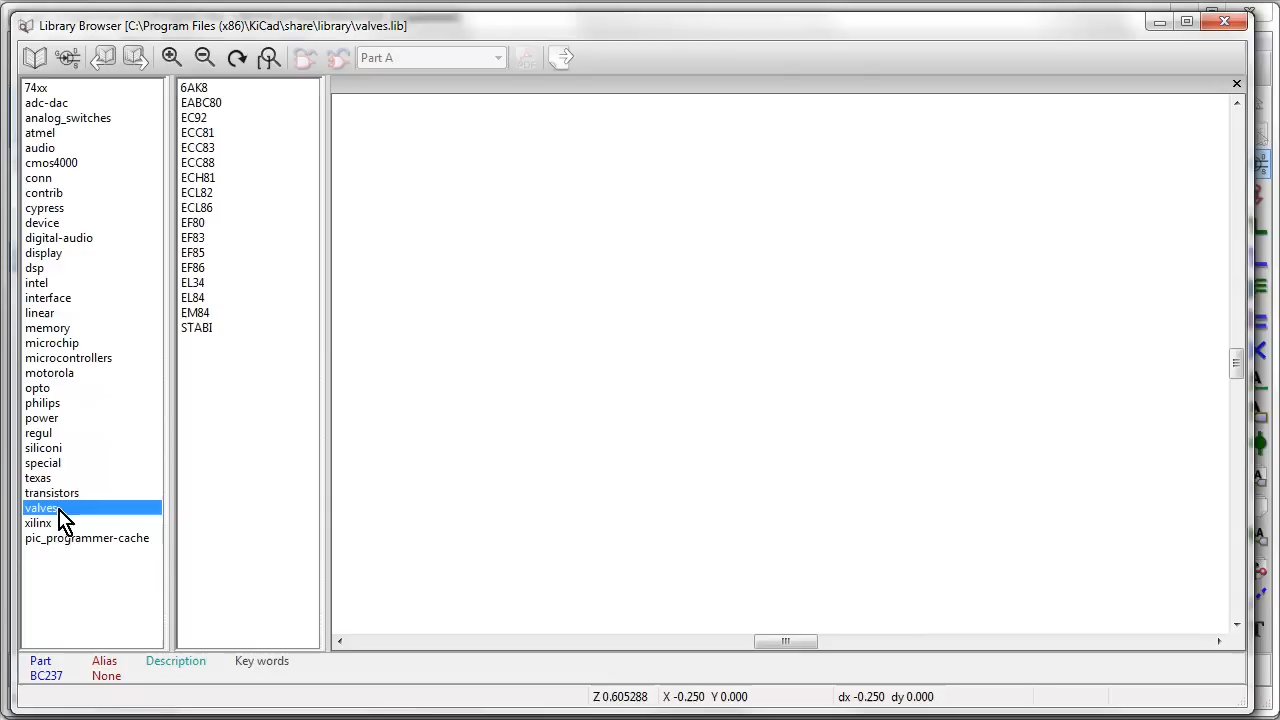 Library Browser [C:\Program Files (x86)\KiCad\share\library\valves.lib]
Part A
74xx
adc-dac
analog_switches
atmel
audio
cmos4000
conn
contrib
cypress
device
digital-audio
display
dsp
intel
interface
linear
memory
microchip
microcontrollers
motorola
opto
philips
power
regul
siliconi
special
texas
transistors
valves
xilinx
pic_programmer-cache
6AK8
EABC80
EC92
ECC81
ECC83
ECC88
ECH81
ECL82
ECL86
EF80
EF83
EF85
EF86
EL34
EL84
EM84
STABI
Part Alias Description Key words
BC237 None
Z 0.605288 X -0.250 Y 0.000 dx -0.250 dy 0.000